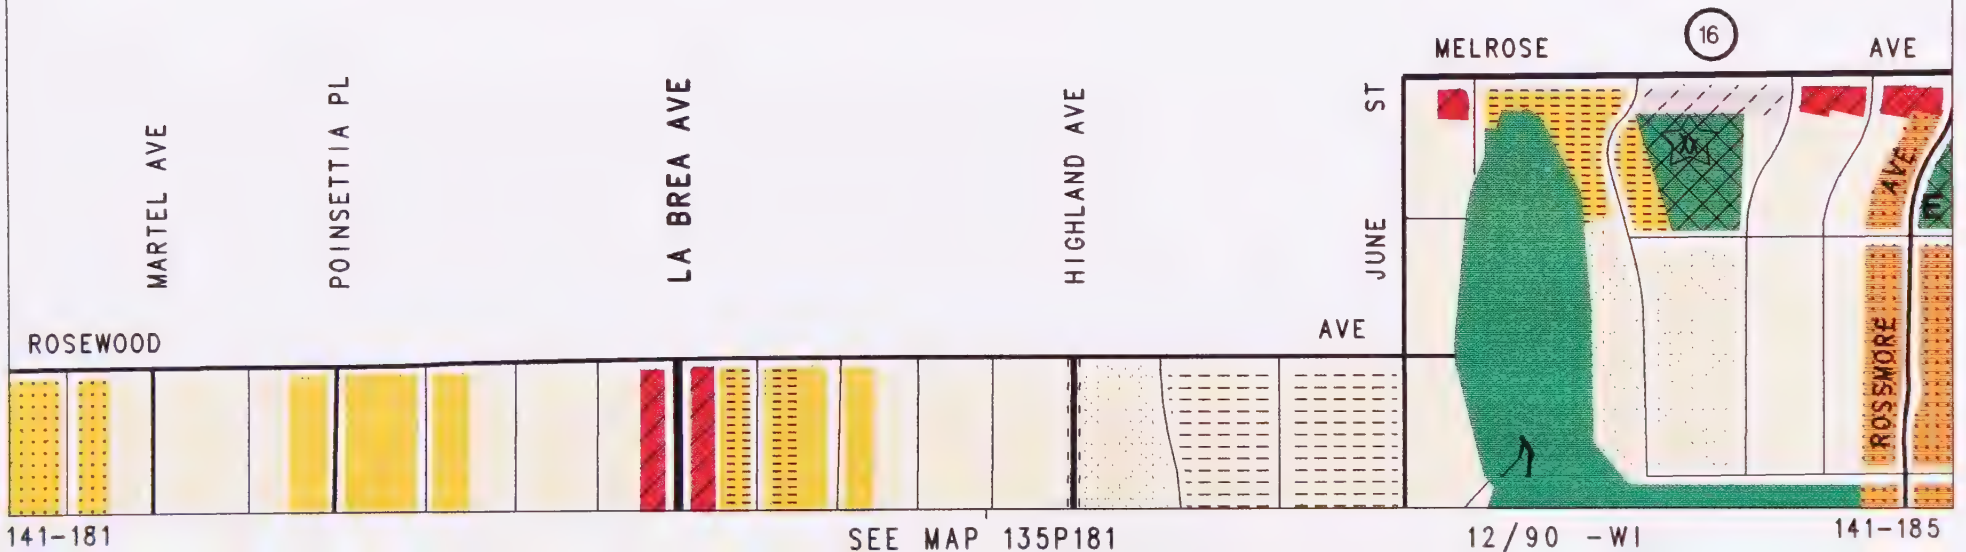 16
MELROSE AVE
MARTEL AVE
POINSETTIA PL
LA BREA AVE
HIGHLAND AVE
JUNE ST
ROSSMORE AVE
E
ROSEWOOD AVE
141-181
SEE MAP 135P181
12/90 -WI
141-185